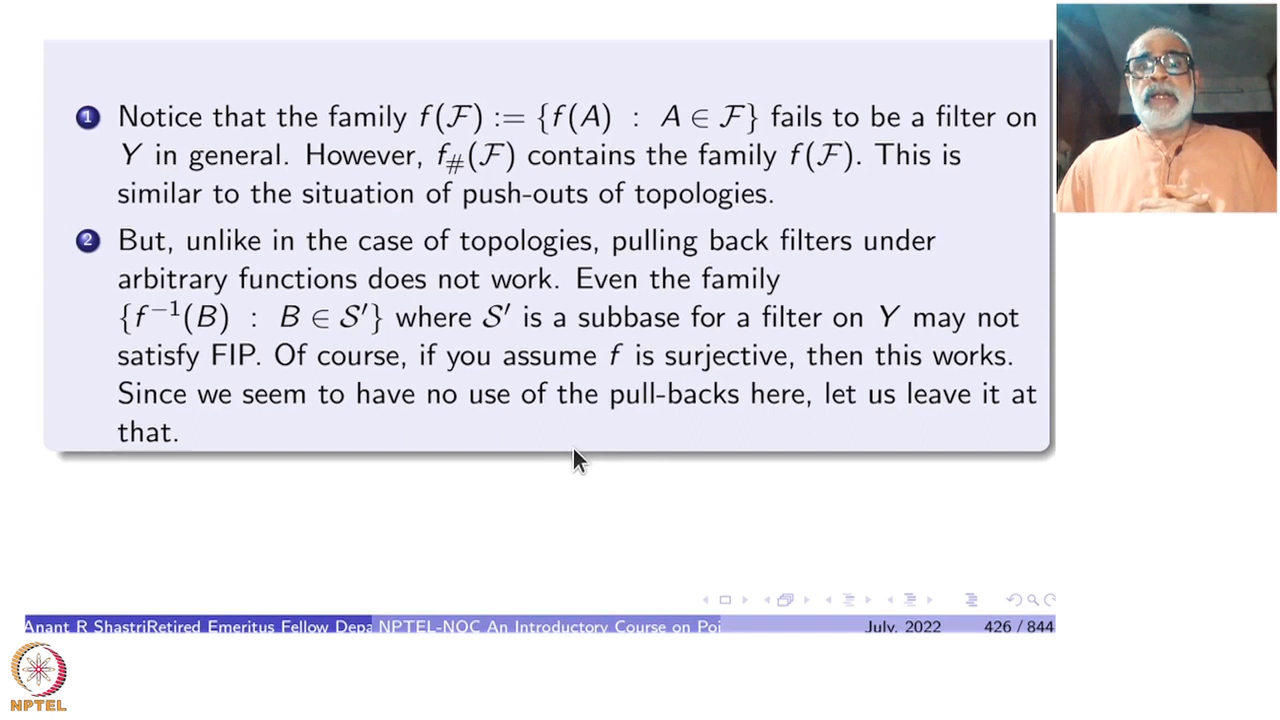 1 Notice that the family f(ℱ) := {f(A) : A ∈ ℱ} fails to be a filter on
Y in general. However, f_#(ℱ) contains the family f(ℱ). This is
similar to the situation of push-outs of topologies.
2 But, unlike in the case of topologies, pulling back filters under
arbitrary functions does not work. Even the family
{f⁻¹(B) : B ∈ 𝒮′} where 𝒮′ is a subbase for a filter on Y may not
satisfy FIP. Of course, if you assume f is surjective, then this works.
Since we seem to have no use of the pull-backs here, let us leave it at
that.
Anant R ShastriRetired Emeritus Fellow Depa NPTEL-NOC An Introductory Course on Poi July, 2022 426 / 844
NPTEL